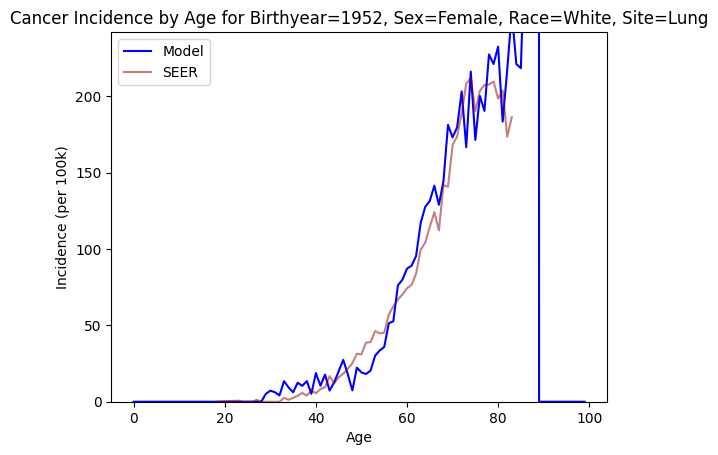 Cancer Incidence by Age for Birthyear=1952, Sex=Female, Race=White, Site=Lung
Model
SEER
200
150
100
50
0
Incidence (per 100k)
0 20 40 60 80 100
Age